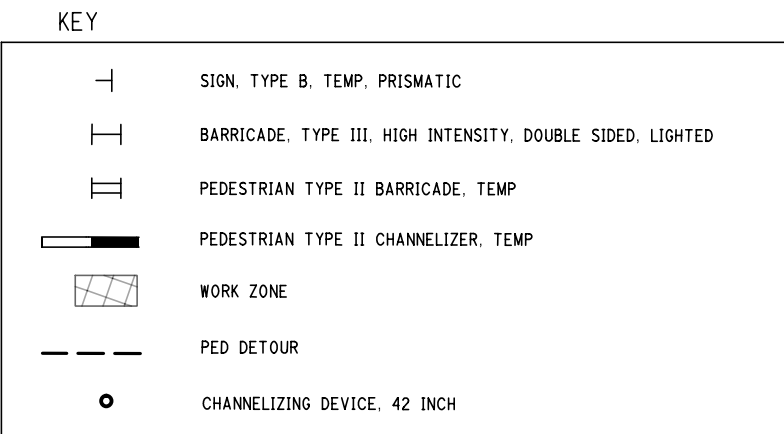 KEY
SIGN, TYPE B, TEMP, PRISMATIC
BARRICADE, TYPE III, HIGH INTENSITY, DOUBLE SIDED, LIGHTED
PEDESTRIAN TYPE II BARRICADE, TEMP
PEDESTRIAN TYPE II CHANNELIZER, TEMP
WORK ZONE
PED DETOUR
CHANNELIZING DEVICE, 42 INCH